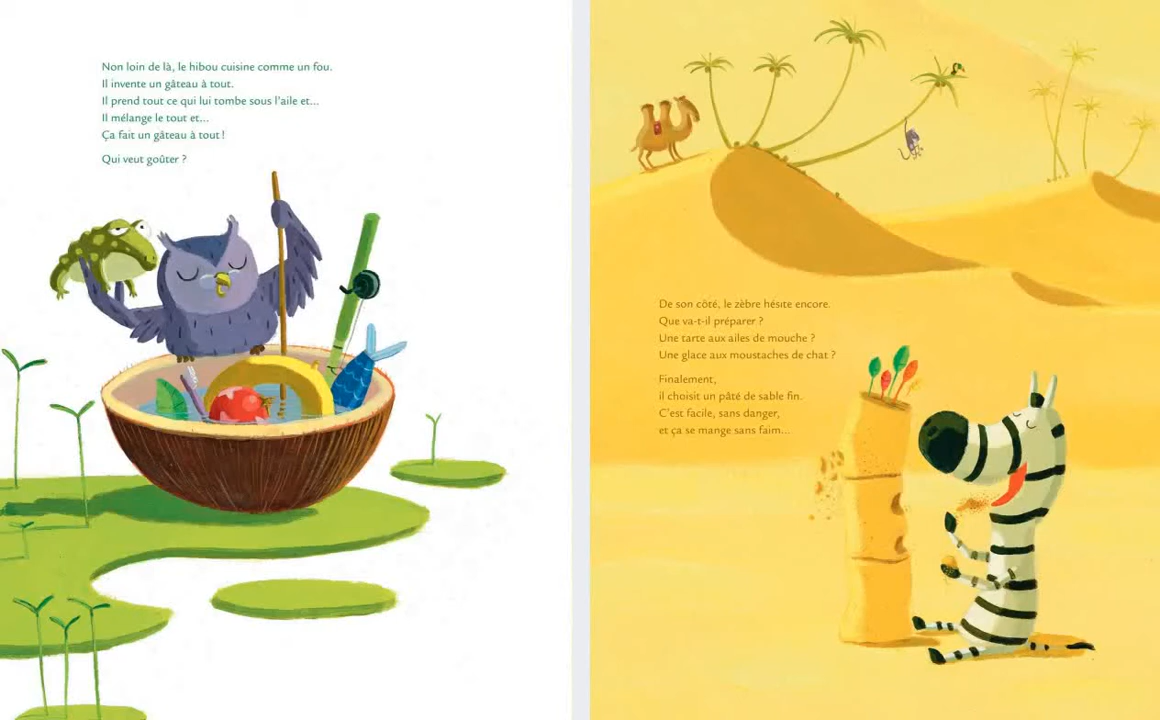 Non loin de là, le hibou cuisine comme un fou.
Il invente un gâteau à tout.
Il prend tout ce qui lui tombe sous l'aile et...
Il mélange le tout et...
Ça fait un gâteau à tout !
Qui veut goûter ?
De son côté, le zèbre hésite encore.
Que va-t-il préparer ?
Une tarte aux ailes de mouche ?
Une glace aux moustaches de chat ?
Finalement,
il choisit un pâté de sable fin.
C'est facile, sans danger,
et ça se mange sans faim...